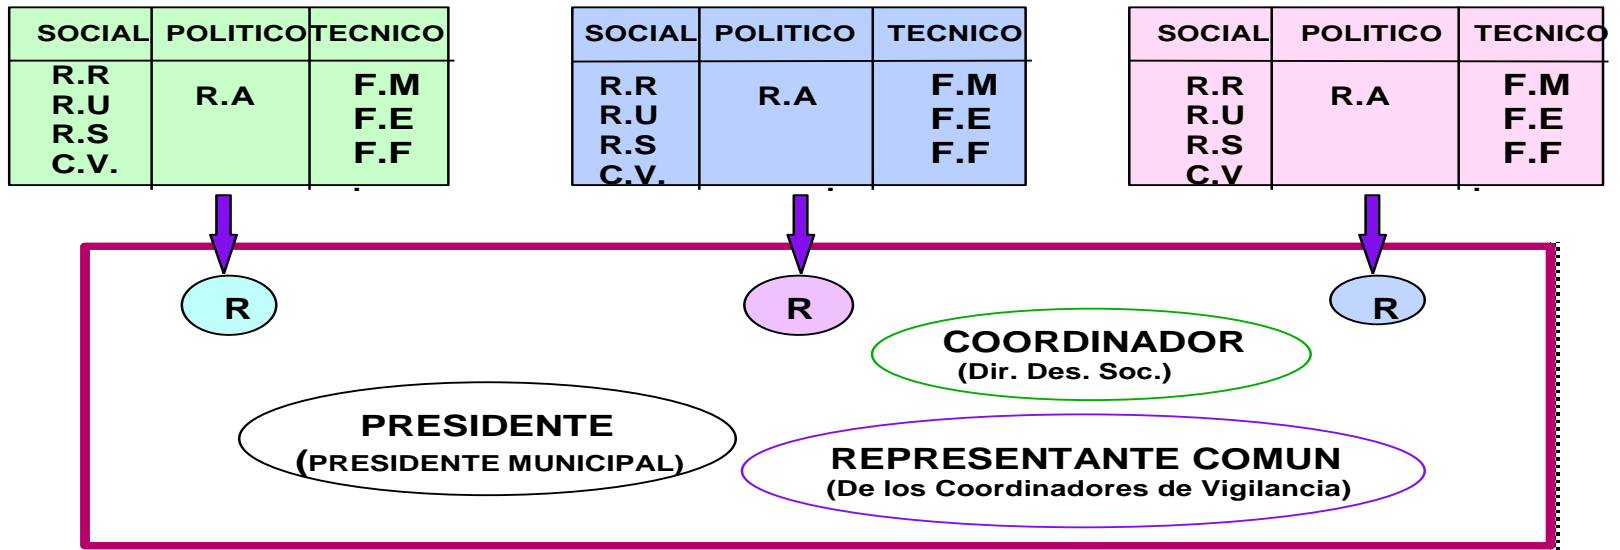 SOCIAL POLITICO TECNICO
R.R
R.U
R.S
C.V.
R.A
F.M
F.E
F.F
.
SOCIAL POLITICO TECNICO
R.R
R.U
R.S
C.V.
R.A
F.M
F.E
F.F
.
SOCIAL POLITICO TECNICO
R.R
R.U
R.S
C.V
R.A
F.M
F.E
F.F
.
R
R
R
COORDINADOR
(Dir. Des. Soc.)
PRESIDENTE
(PRESIDENTE MUNICIPAL)
REPRESENTANTE COMUN
(De los Coordinadores de Vigilancia)